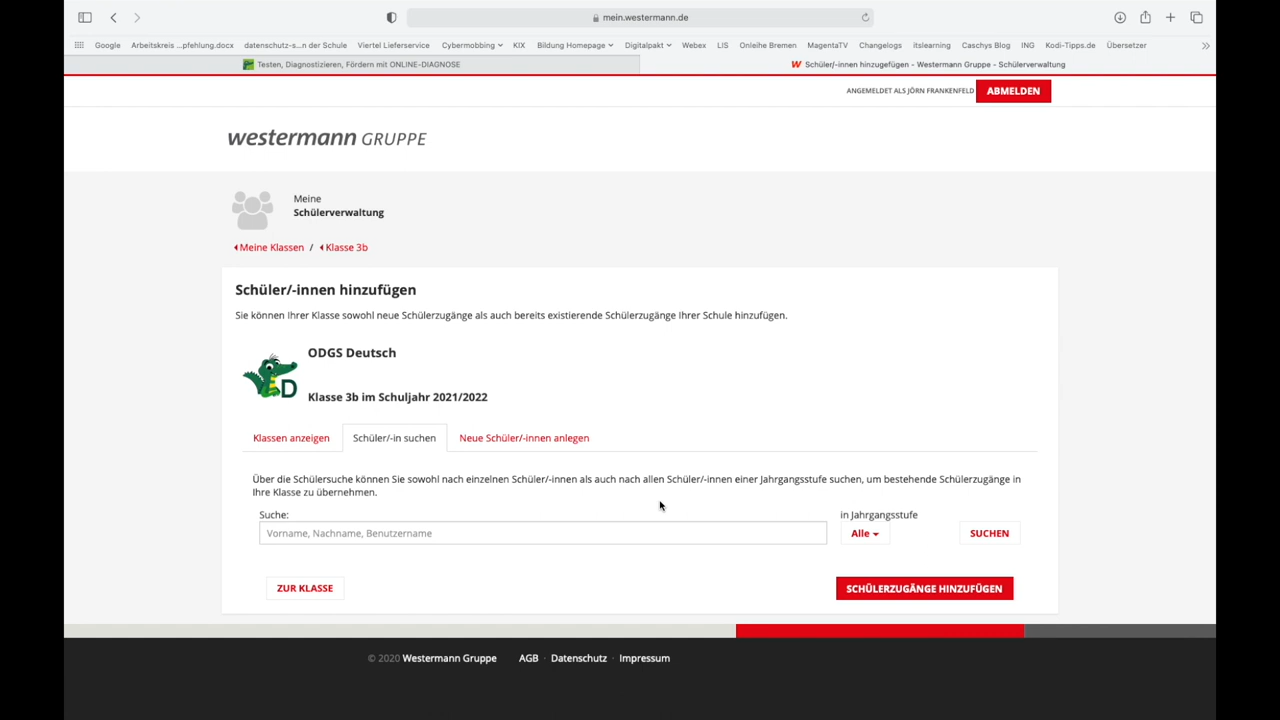 mein.westermann.de
Google Arbeitskreis ...pfehlung.docx datenschutz-s...n der Schule Viertel Lieferservice Cybermobbing KIX Bildung Homepage Digitalpakt Webex LIS Onleihe Bremen MagentaTV Changelogs itslearning Caschys Blog ING Kodi-Tipps.de Übersetzer
Testen, Diagnostizieren, Fördern mit ONLINE-DIAGNOSE
Schüler/-innen hinzugefügen - Westermann Gruppe - Schülerverwaltung
ANGEMELDET ALS JÖRN FRANKENFELD ABMELDEN
westermann GRUPPE
Meine
Schülerverwaltung
Meine Klassen / Klasse 3b
Schüler/-innen hinzufügen
Sie können Ihrer Klasse sowohl neue Schülerzugänge als auch bereits existierende Schülerzugänge Ihrer Schule hinzufügen.
ODGS Deutsch
D
Klasse 3b im Schuljahr 2021/2022
Klassen anzeigen Schüler/-in suchen Neue Schüler/-innen anlegen
Über die Schülersuche können Sie sowohl nach einzelnen Schüler/-innen als auch nach allen Schüler/-innen einer Jahrgangsstufe suchen, um bestehende Schülerzugänge in
Ihre Klasse zu übernehmen.
Suche: in Jahrgangsstufe
Vorname, Nachname, Benutzername Alle SUCHEN
ZUR KLASSE SCHÜLERZUGÄNGE HINZUFÜGEN
© 2020 Westermann Gruppe AGB · Datenschutz · Impressum